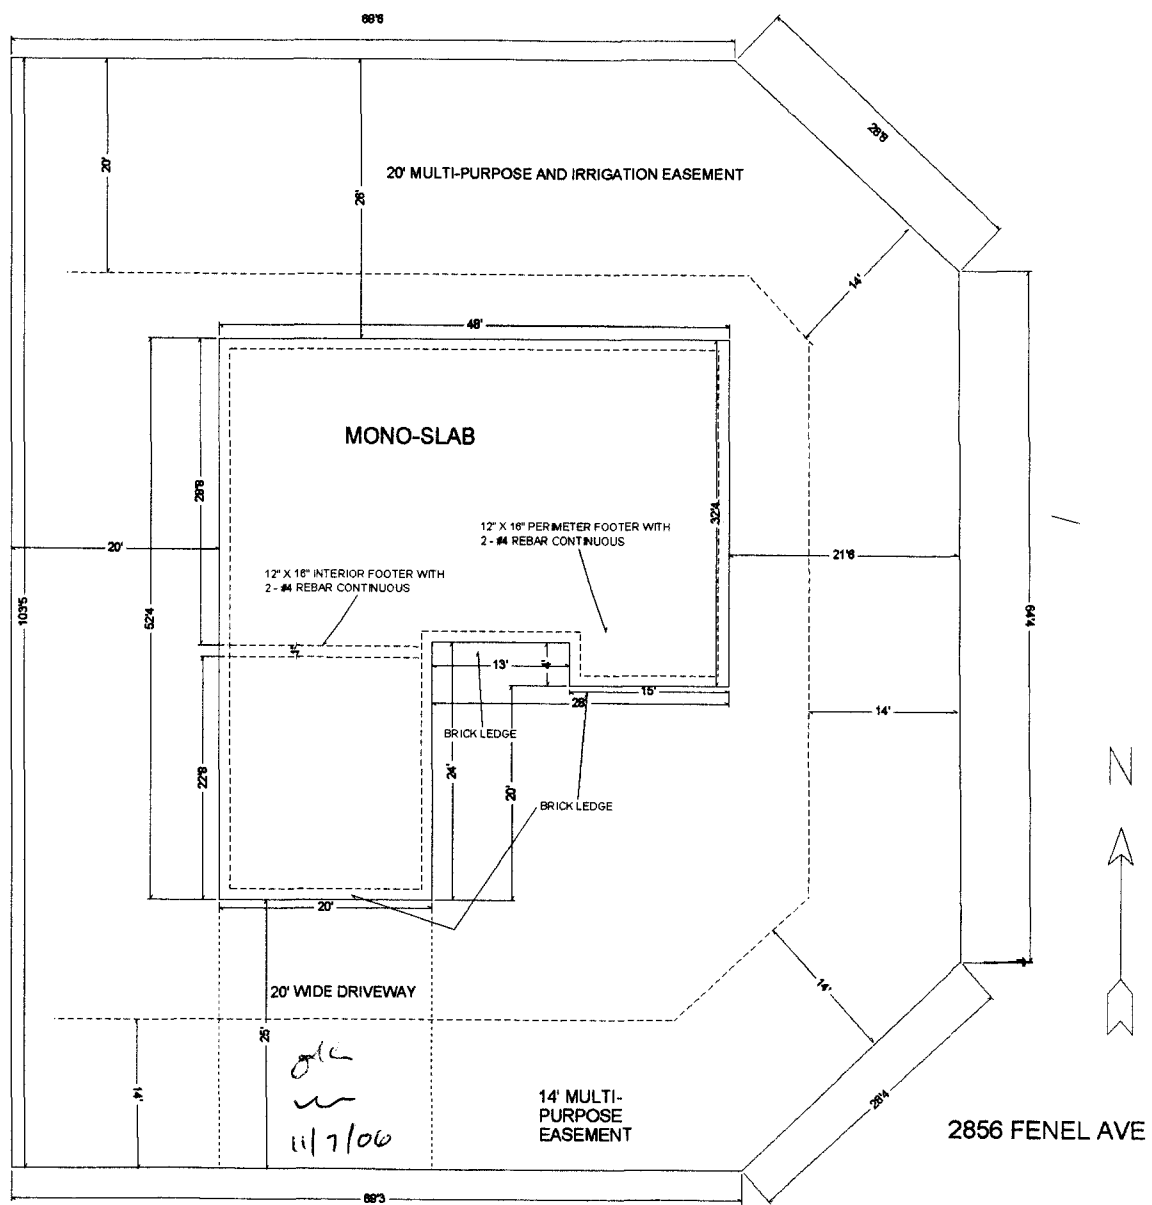 68'6
28'8
20'
20' MULTI-PURPOSE AND IRRIGATION EASEMENT
26'
14'
48'
MONO-SLAB
28'8
32'4
12" X 16" PERIMETER FOOTER WITH
2 - #4 REBAR CONTINUOUS
20'
21'6
12" X 16" INTERIOR FOOTER WITH
2 - #4 REBAR CONTINUOUS
103'5
52'4
64'4
1'
13'
4'
15'
28'
14'
BRICK LEDGE
24'
22'8
20'
BRICK LEDGE
N
20'
20' WIDE DRIVEWAY
14'
25'
14'
14' MULTI-
PURPOSE
EASEMENT
11/7/06
28'4
2856 FENEL AVE
69'3